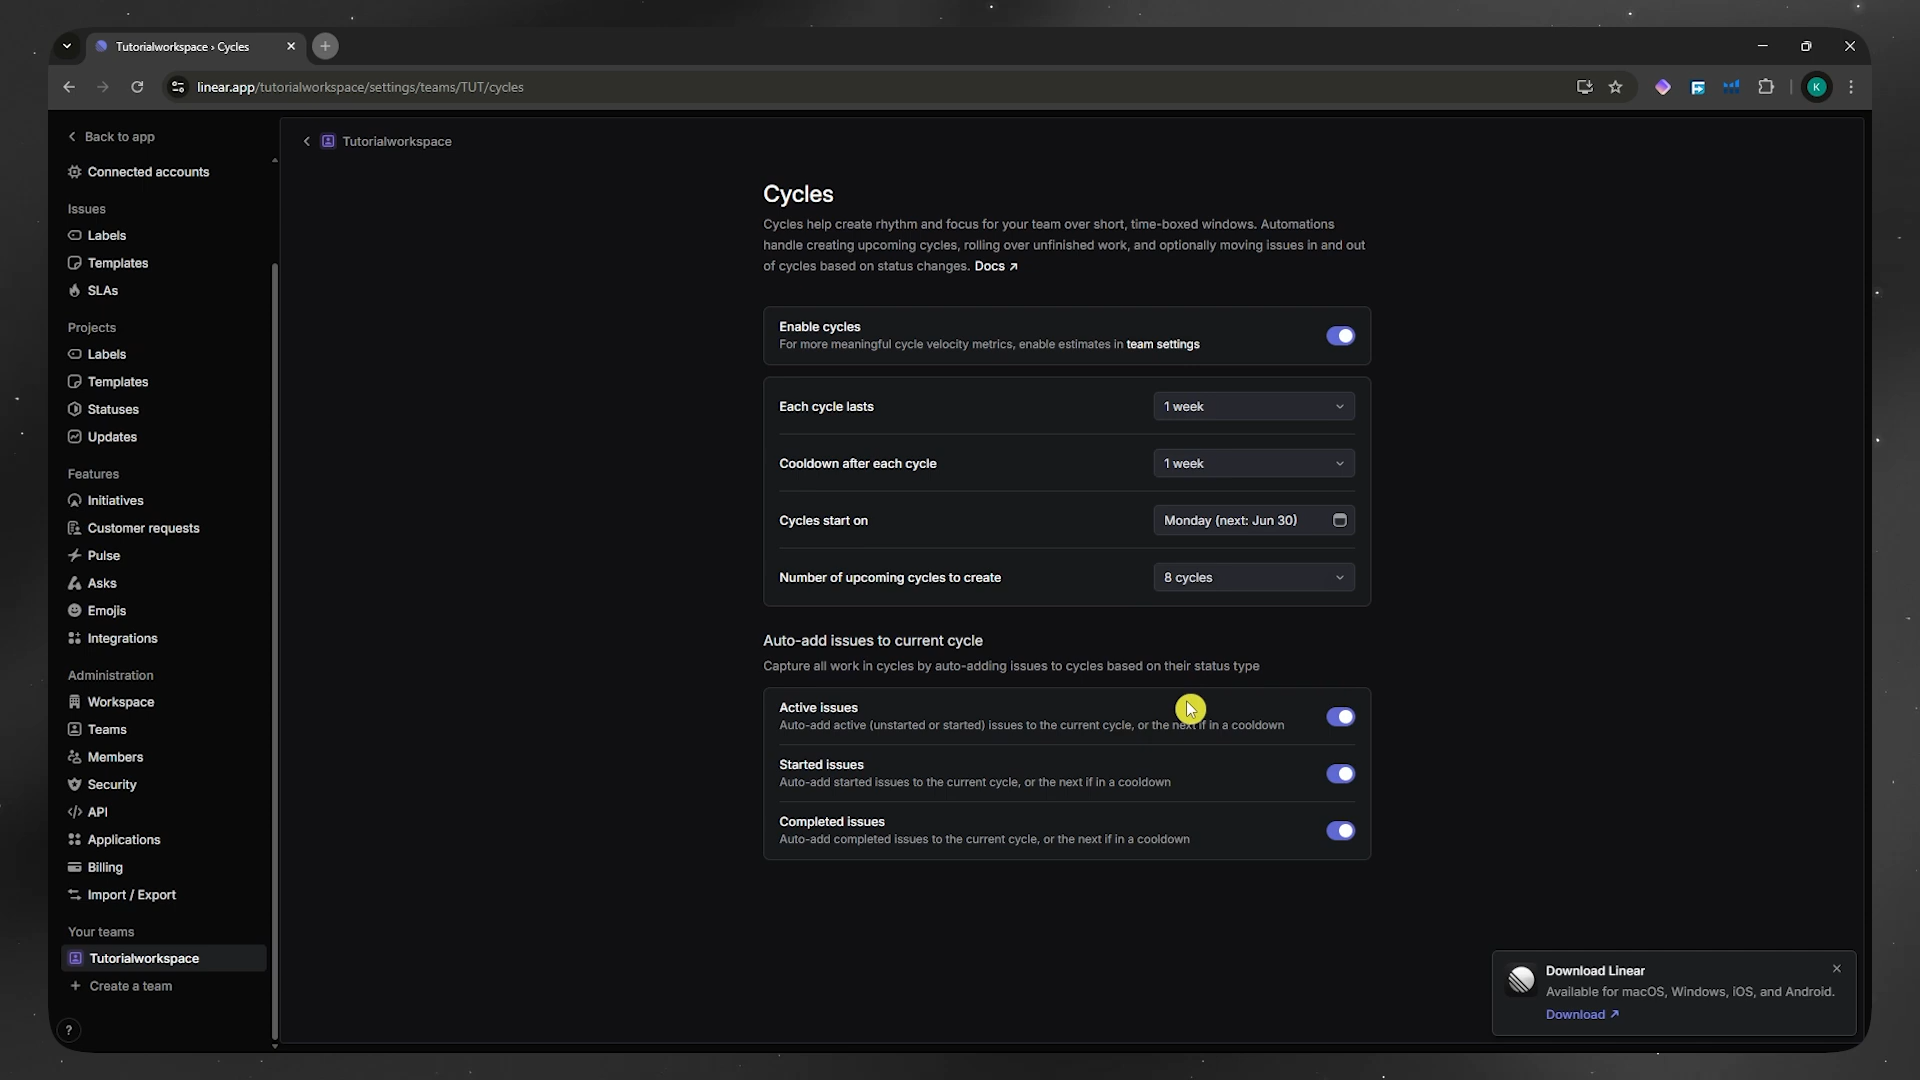 Tutorialworkspace › Cycles
linear.app/tutorialworkspace/settings/teams/TUT/cycles
K
Back to app
Connected accounts
Issues
Labels
Templates
SLAs
Projects
Labels
Templates
Statuses
Updates
Features
Initiatives
Customer requests
Pulse
Asks
Emojis
Integrations
Administration
Workspace
Teams
Members
Security
API
Applications
Billing
Import / Export
Your teams
Tutorialworkspace
+ Create a team
?
Tutorialworkspace
Cycles
Cycles help create rhythm and focus for your team over short, time-boxed windows. Automations
handle creating upcoming cycles, rolling over unfinished work, and optionally moving issues in and out
of cycles based on status changes. Docs ↗
Enable cycles
For more meaningful cycle velocity metrics, enable estimates in team settings
Each cycle lasts 1 week
Cooldown after each cycle 1 week
Cycles start on Monday (next: Jun 30)
Number of upcoming cycles to create 8 cycles
Auto-add issues to current cycle
Capture all work in cycles by auto-adding issues to cycles based on their status type
Active issues
Auto-add active (unstarted or started) issues to the current cycle, or the next if in a cooldown
Started issues
Auto-add started issues to the current cycle, or the next if in a cooldown
Completed issues
Auto-add completed issues to the current cycle, or the next if in a cooldown
Download Linear
Available for macOS, Windows, iOS, and Android.
Download ↗